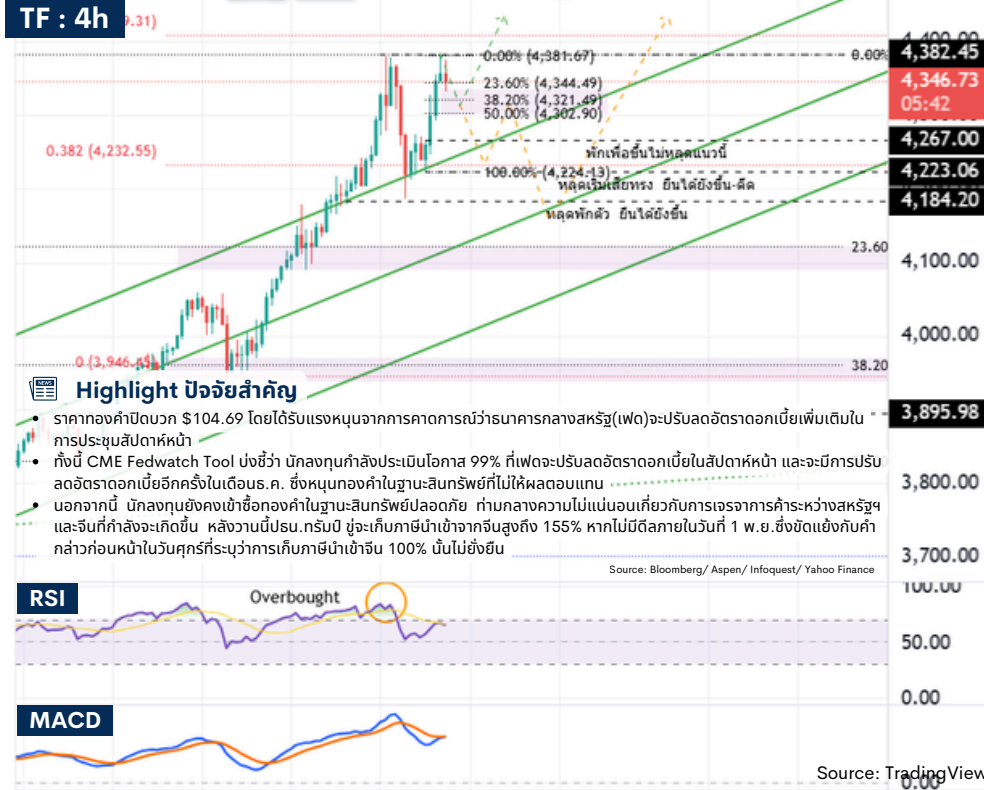 TF : 4h
9.31)
4,400.00
0.00% (4,381.67)
0.00%
4,382.45
23.60% (4,344.49)
4,346.73
05:42
38.20% (4,321.49)
50.00% (4,302.90)
4,267.00
0.382 (4,232.55)
พักเพื่อขึ้นไม่หลุดแนวนี้
100.00% (4,224.13)
4,223.06
หลุดเริ่มเสียทรง ยืนได้ยังขึ้น-ดีด
4,184.20
หลุดพักตัว ยืนได้ยังขึ้น
23.60
4,100.00
4,000.00
0 (3,946.45)
38.20
Highlight ปัจจัยสำคัญ
NEWS
3,895.98
ราคาทองคำปิดบวก $104.69 โดยได้รับแรงหนุนจากการคาดการณ์ว่าธนาคารกลางสหรัฐ(เฟด)จะปรับลดอัตราดอกเบี้ยเพิ่มเติมใน
การประชุมสัปดาห์หน้า
ทั้งนี้ CME Fedwatch Tool บ่งชี้ว่า นักลงทุนกำลังประเมินโอกาส 99% ที่เฟดจะปรับลดอัตราดอกเบี้ยในสัปดาห์หน้า และจะมีการปรับ
ลดอัตราดอกเบี้ยอีกครั้งในเดือนธ.ค. ซึ่งหนุนทองคำในฐานะสินทรัพย์ที่ไม่ให้ผลตอบแทน
3,800.00
นอกจากนี้ นักลงทุนยังคงเข้าซื้อทองคำในฐานะสินทรัพย์ปลอดภัย ท่ามกลางความไม่แน่นอนเกี่ยวกับการเจรจาการค้าระหว่างสหรัฐฯ
และจีนที่กำลังจะเกิดขึ้น หลังวานนี้ปธน.ทรัมป์ ขู่จะเก็บภาษีนำเข้าจากจีนสูงถึง 155% หากไม่มีดีลภายในวันที่ 1 พ.ย.ซึ่งขัดแย้งกับคำ
กล่าวก่อนหน้าในวันศุกร์ที่ระบุว่าการเก็บภาษีนำเข้าจีน 100% นั้นไม่ยั่งยืน
3,700.00
Source: Bloomberg/ Aspen/ Infoquest/ Yahoo Finance
RSI
Overbought
100.00
50.00
0.00
MACD
Source: TradingView
0.00